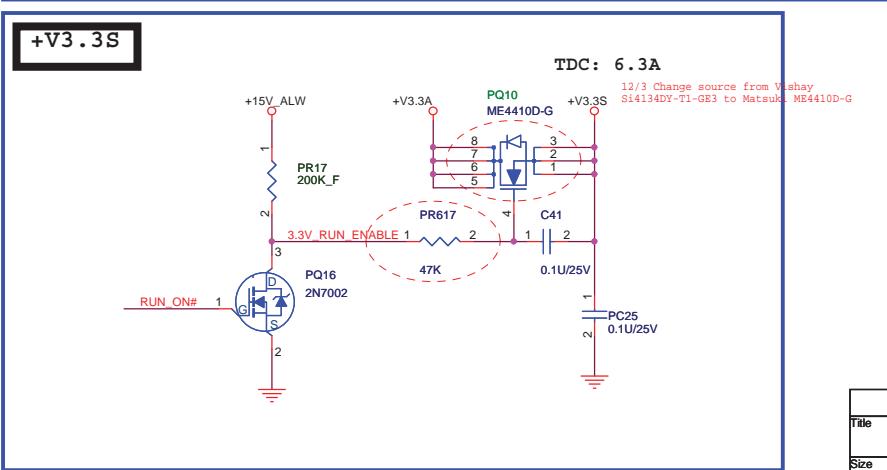 +V3.3S
TDC: 6.3A
12/3 Change source from Vishay
Si4134DY-T1-GE3 to Matsuki ME4410D-G
+15V_ALW
+V3.3A
PQ10
ME4410D-G
+V3.3S
1
PR17
200K_F
2
8
7
6
5
3
2
1
4
3.3V_RUN_ENABLE
1
PR617
2
47K
C41
1
2
0.1U/25V
3
D
PQ16
2N7002
RUN_ON#
1
G
S
2
1
PC25
0.1U/25V
2
Title
Size